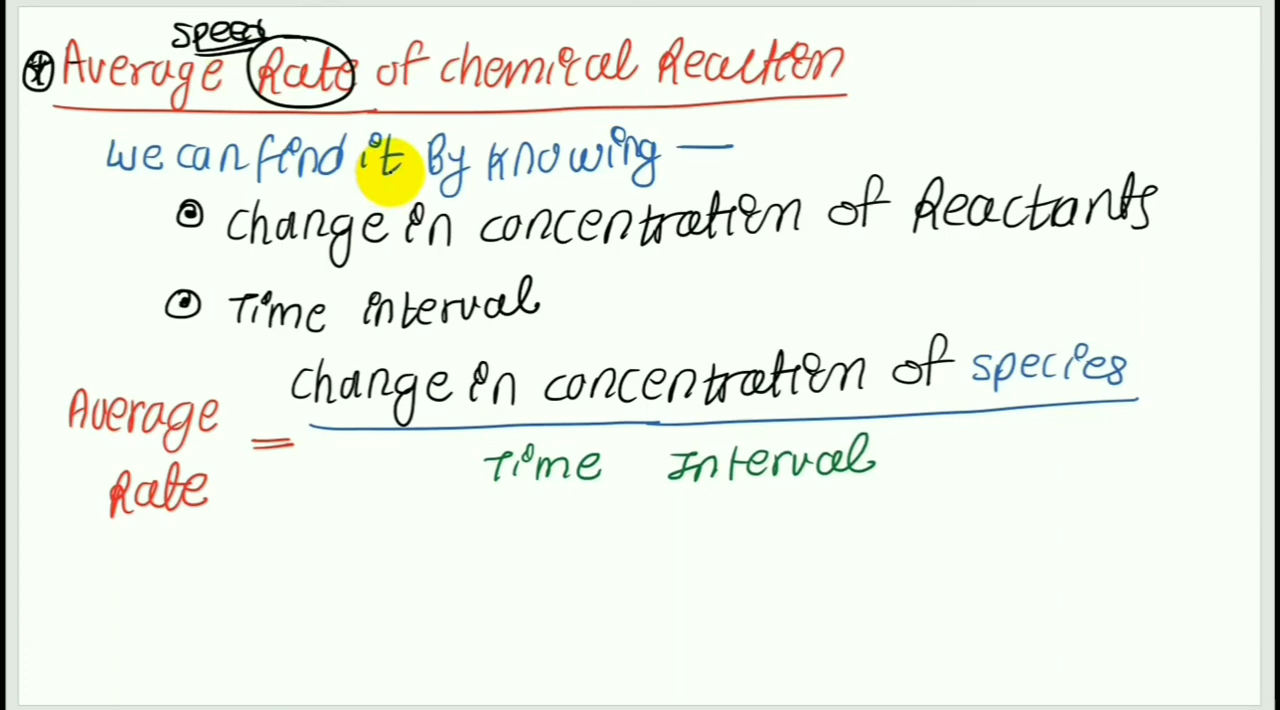 speed
Average Rate of chemical Reaction
we can find it By knowing —
change in concentration of Reactants
Time interval
change in concentration of species
Average
Rate
=
Time Interval